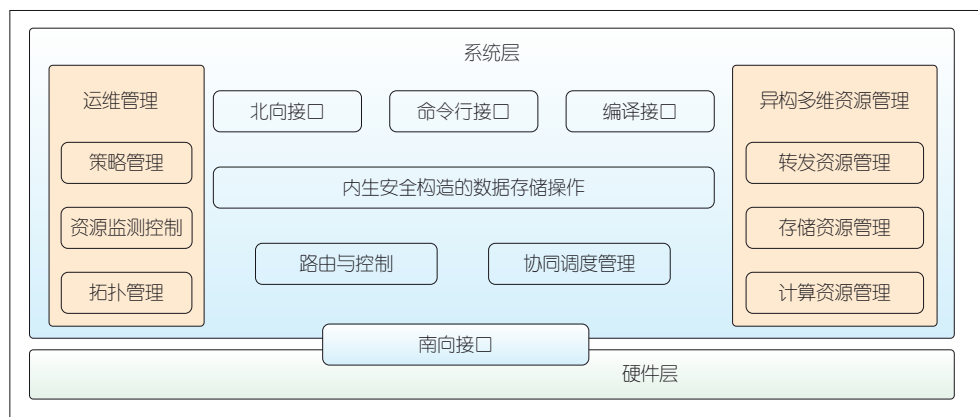 系统层
运维管理
策略管理
资源监测控制
拓扑管理
北向接口
命令行接口
编译接口
内生安全构造的数据存储操作
路由与控制
协同调度管理
异构多维资源管理
转发资源管理
存储资源管理
计算资源管理
南向接口
硬件层